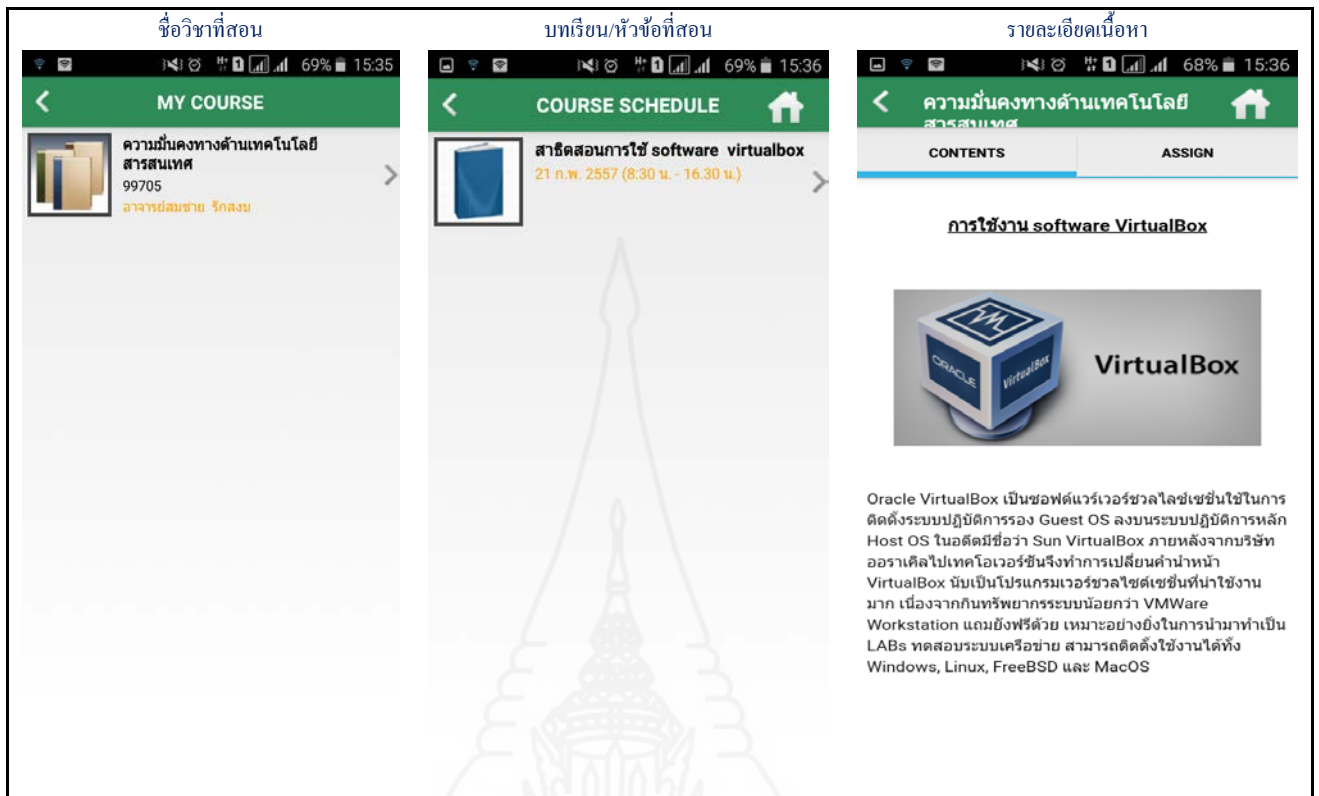 ชื่อวิชาที่สอน
69% 15:35
MY COURSE
ความมั่นคงทางด้านเทคโนโลยี
สารสนเทศ
99705
อาจารย์สมชาย รักสงบ
บทเรียน/หัวข้อที่สอน
69% 15:36
COURSE SCHEDULE
สาธิตสอนการใช้ software virtualbox
21 ก.พ. 2557 (8:30 น. - 16.30 น.)
รายละเอียดเนื้อหา
68% 15:36
ความมั่นคงทางด้านเทคโนโลยี
สารสนเทศ
CONTENTS ASSIGN
การใช้งาน software VirtualBox
ORACLE VirtualBox
VirtualBox
Oracle VirtualBox เป็นซอฟต์แวร์เวอร์ชวลไลซ์เซชั่นใช้ในการ
ติดตั้งระบบปฏิบัติการรอง Guest OS ลงบนระบบปฏิบัติการหลัก
Host OS ในอดีตมีชื่อว่า Sun VirtualBox ภายหลังจากบริษัท
ออราเคิลไปเทคโอเวอร์ซันจึงทำการเปลี่ยนคำนำหน้า
VirtualBox นับเป็นโปรแกรมเวอร์ชวลไซต์เซชั่นที่น่าใช้งาน
มาก เนื่องจากกินทรัพยากรระบบน้อยกว่า VMWare
Workstation แถมยังฟรีด้วย เหมาะอย่างยิ่งในการนำมาทำเป็น
LABs ทดสอบระบบเครือข่าย สามารถติดตั้งใช้งานได้ทั้ง
Windows, Linux, FreeBSD และ MacOS